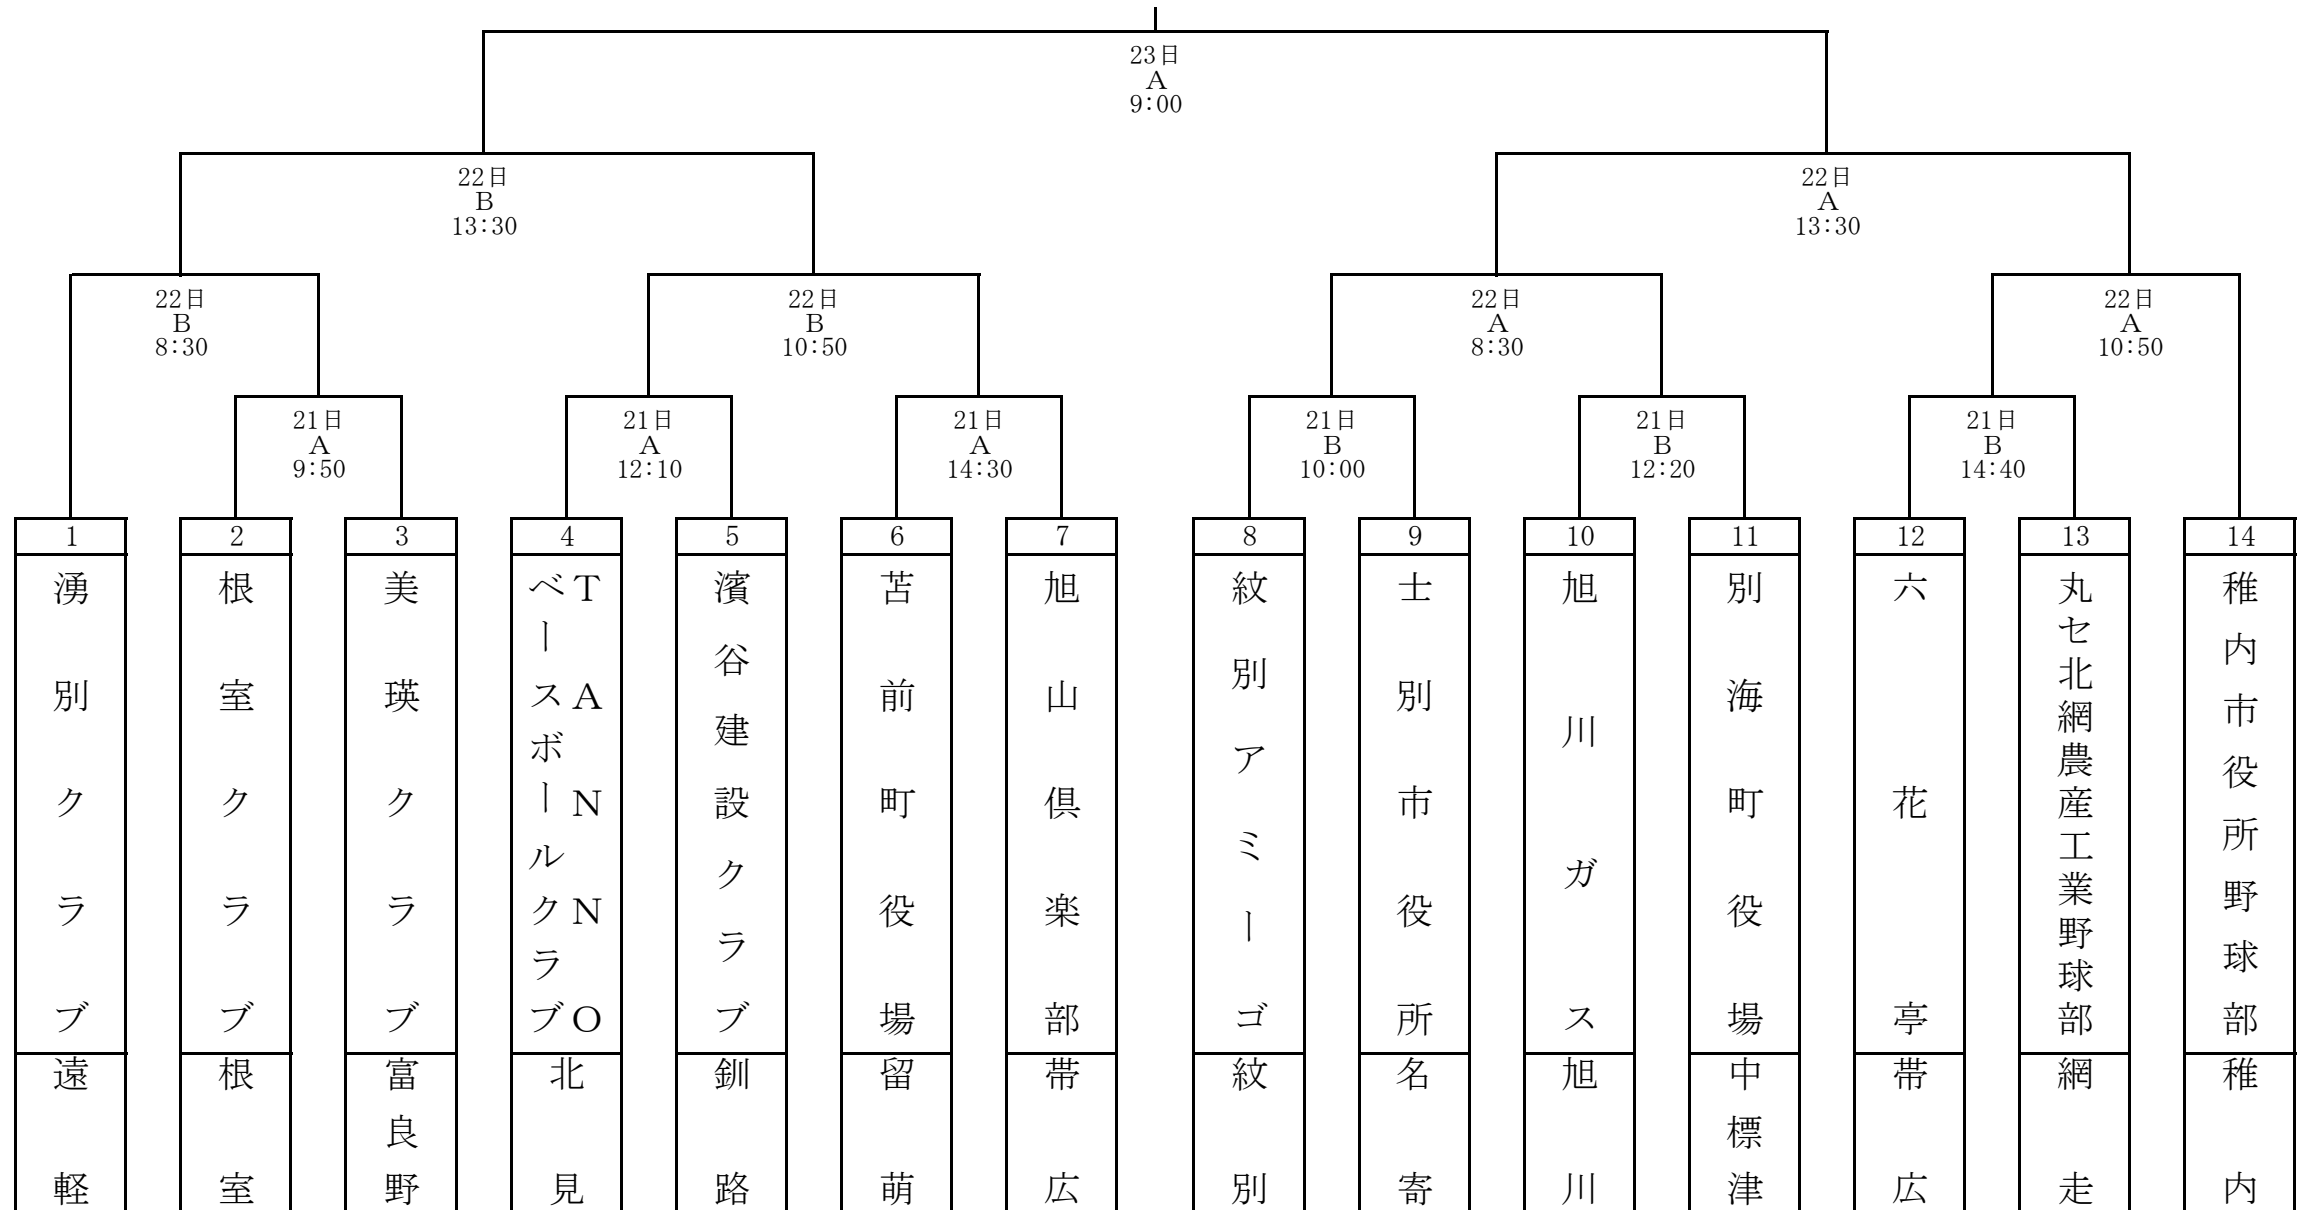 23日
A
9:00
22日
B
13:30
22日
A
13:30
22日
B
8:30
22日
B
10:50
22日
A
8:30
22日
A
10:50
21日
A
9:50
21日
A
12:10
21日
A
14:30
21日
B
10:00
21日
B
12:20
21日
B
14:40
1
湧別クラブ
遠軽
2
根室クラブ
根室
3
美瑛クラブ
富良野
4
TANNO
ベースボールクラブ
北見
5
濱谷建設クラブ
釧路
6
苫前町役場
留萌
7
旭山倶楽部
帯広
8
紋別アミーゴ
紋別
9
士別市役所
名寄
10
旭川ガス
旭川
11
別海町役場
中標津
12
六花亭
帯広
13
丸セ北網農産工業野球部
網走
14
稚内市役所野球部
稚内